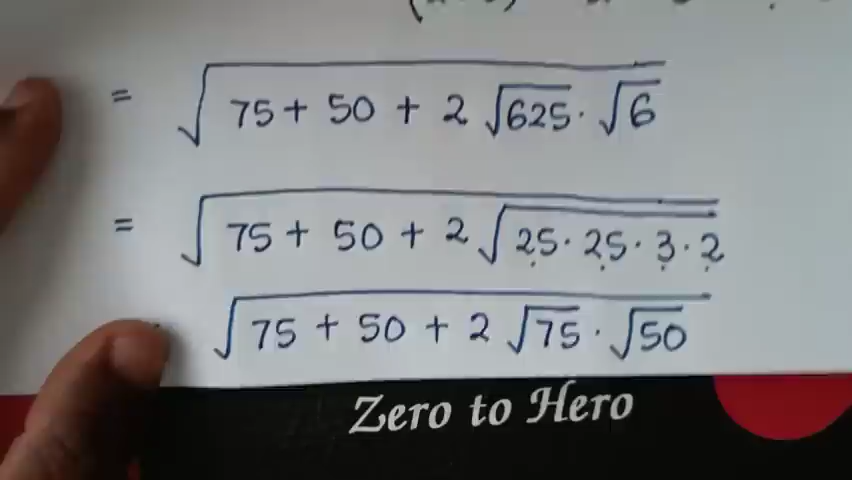 = √(75 + 50 + 2 √625 · √6)
= √(75 + 50 + 2 √(25 · 25 · 3 · 2))
√(75 + 50 + 2 √75 · √50)
Zero to Hero